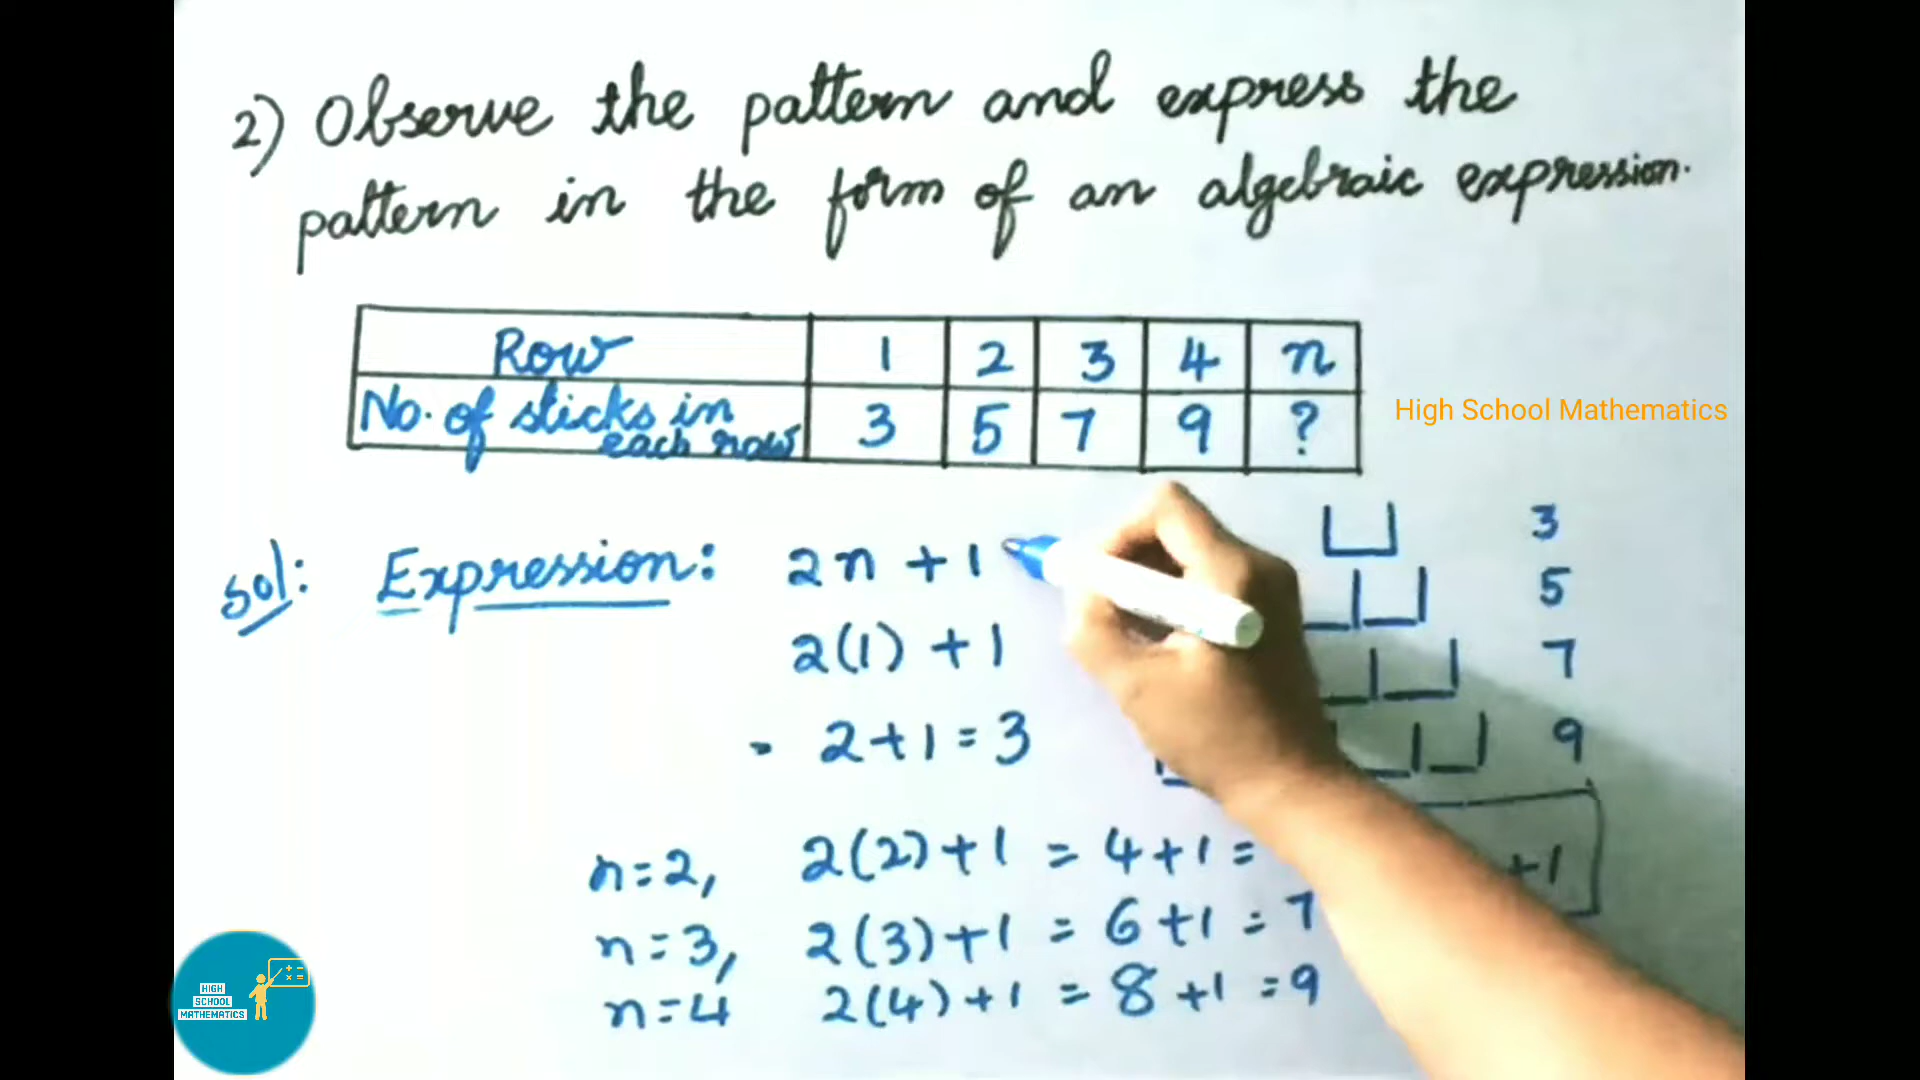 2) Observe the pattern and express the
pattern in the form of an algebraic expression.
Row 1 2 3 4 n
No. of sticks in each row 3 5 7 9 ?
High School Mathematics
Sol: Expression: 2n + 1
2(1) + 1
= 2+1 = 3
3
5
7
9
n=2, 2(2)+1 = 4+1 =
n=3, 2(3)+1 = 6+1 = 7
n=4 2(4)+1 = 8+1 = 9
+1
HIGH
SCHOOL
MATHEMATICS